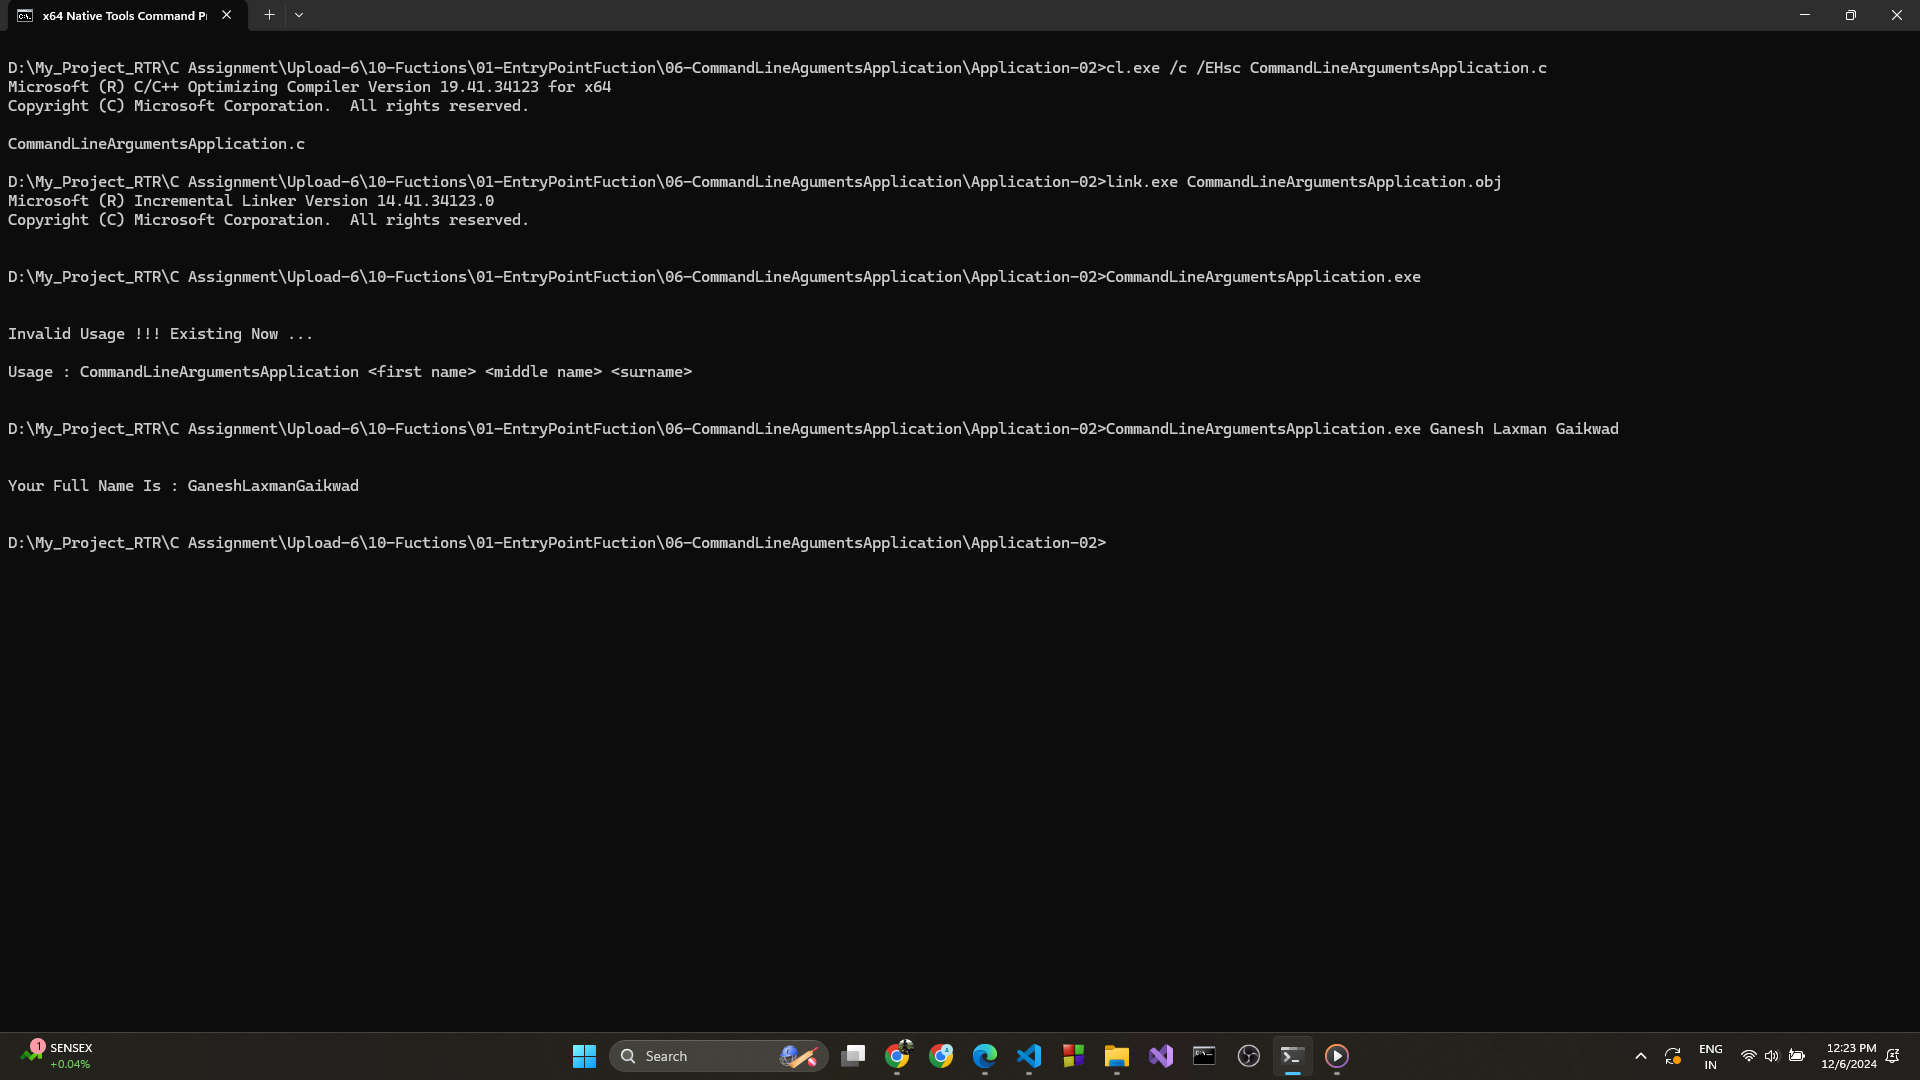 x64 Native Tools Command P
D:\My_Project_RTR\C Assignment\Upload-6\10-Fuctions\01-EntryPointFuction\06-CommandLineAgumentsApplication\Application-02>cl.exe /c /EHsc CommandLineArgumentsApplication.c
Microsoft (R) C/C++ Optimizing Compiler Version 19.41.34123 for x64
Copyright (C) Microsoft Corporation.  All rights reserved.
CommandLineArgumentsApplication.c
D:\My_Project_RTR\C Assignment\Upload-6\10-Fuctions\01-EntryPointFuction\06-CommandLineAgumentsApplication\Application-02>link.exe CommandLineArgumentsApplication.obj
Microsoft (R) Incremental Linker Version 14.41.34123.0
Copyright (C) Microsoft Corporation.  All rights reserved.
D:\My_Project_RTR\C Assignment\Upload-6\10-Fuctions\01-EntryPointFuction\06-CommandLineAgumentsApplication\Application-02>CommandLineArgumentsApplication.exe
Invalid Usage !!! Existing Now ...
Usage : CommandLineArgumentsApplication <first name> <middle name> <surname>
D:\My_Project_RTR\C Assignment\Upload-6\10-Fuctions\01-EntryPointFuction\06-CommandLineAgumentsApplication\Application-02>CommandLineArgumentsApplication.exe Ganesh Laxman Gaikwad
Your Full Name Is : GaneshLaxmanGaikwad
D:\My_Project_RTR\C Assignment\Upload-6\10-Fuctions\01-EntryPointFuction\06-CommandLineAgumentsApplication\Application-02>
1
SENSEX
+0.04%
Search
ENG
IN
12:23 PM
12/6/2024